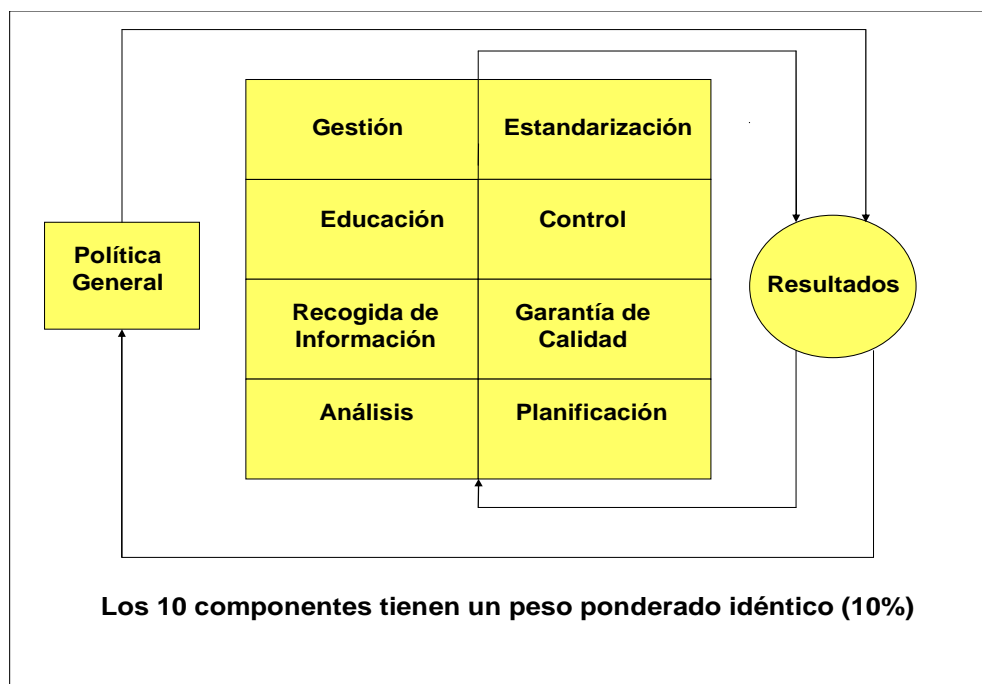 Gestión
Estandarización
Educación
Control
Política
General
Resultados
Recogida de
Información
Garantía de
Calidad
Análisis
Planificación
Los 10 componentes tienen un peso ponderado idéntico (10%)